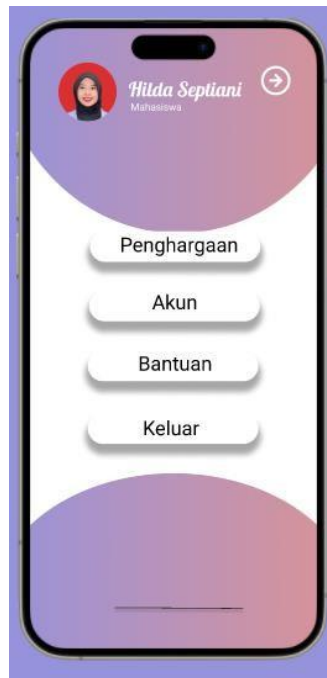 Hilda Septiani
Mahasiswa
Penghargaan
Akun
Bantuan
Keluar